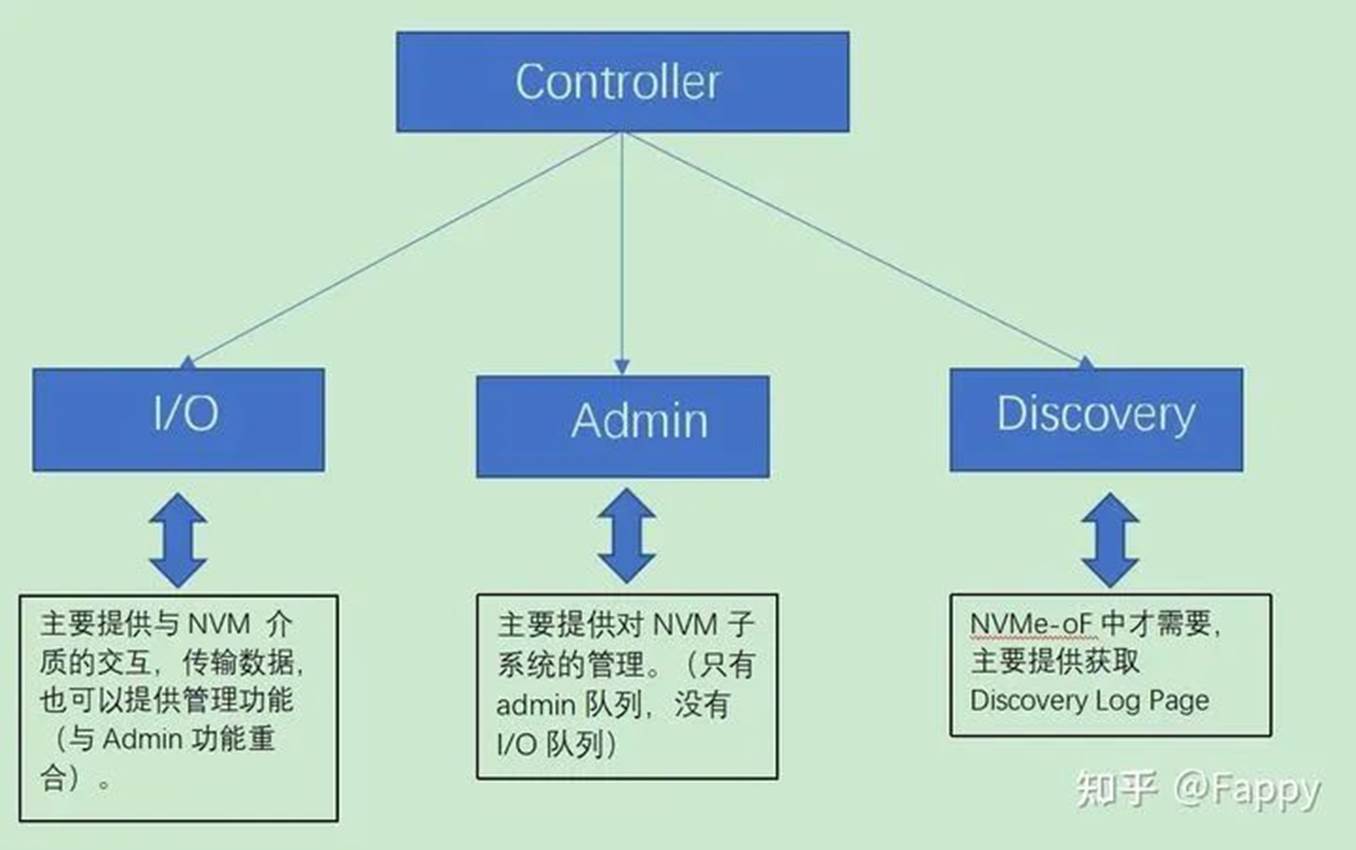 Controller
I/O
Admin
Discovery
主要提供与 NVM 介
质的交互，传输数据，
也可以提供管理功能
（与 Admin 功能重
合）。
主要提供对 NVM 子
系统的管理。（只有
admin 队列，没有
I/O 队列）
NVMe-oF 中才需要，
主要提供获取
Discovery Log Page
知乎 @Fappy